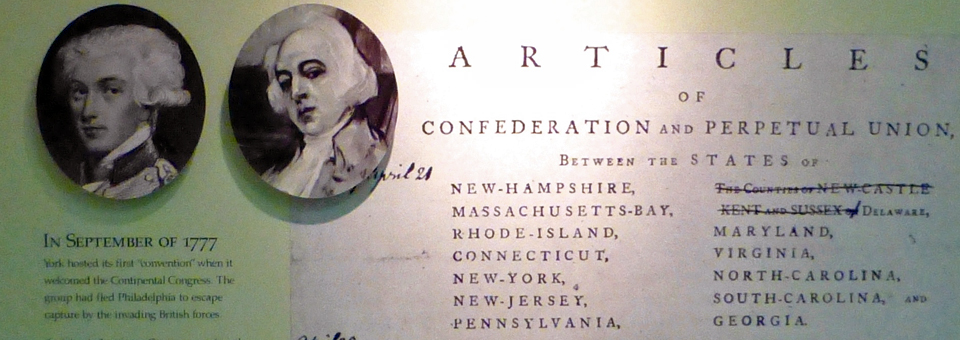 ARTICLES
OF
CONFEDERATION AND PERPETUAL UNION,
BETWEEN THE STATES OF
April 21
NEW-HAMPSHIRE,
MASSACHUSETTS-BAY,
RHODE-ISLAND,
CONNECTICUT,
NEW-YORK,
NEW-JERSEY,
PENNSYLVANIA,
THE COUNTIES OF NEW-CASTLE
KENT AND SUSSEX of DELAWARE,
MARYLAND,
VIRGINIA,
NORTH-CAROLINA,
SOUTH-CAROLINA, AND
GEORGIA.
IN SEPTEMBER OF 1777
York hosted its first "convention" when it
welcomed the Continental Congress. The
group had fled Philadelphia to escape
capture by the invading British forces